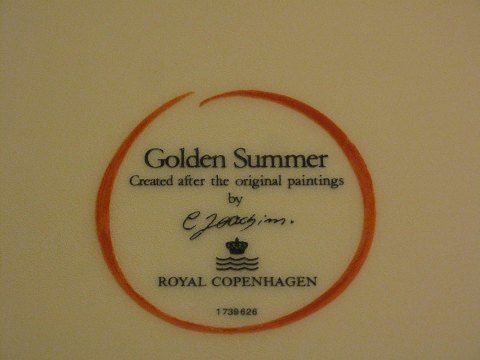 Golden Summer
Created after the original paintings
by
C Joachim.
ROYAL COPENHAGEN
1739626